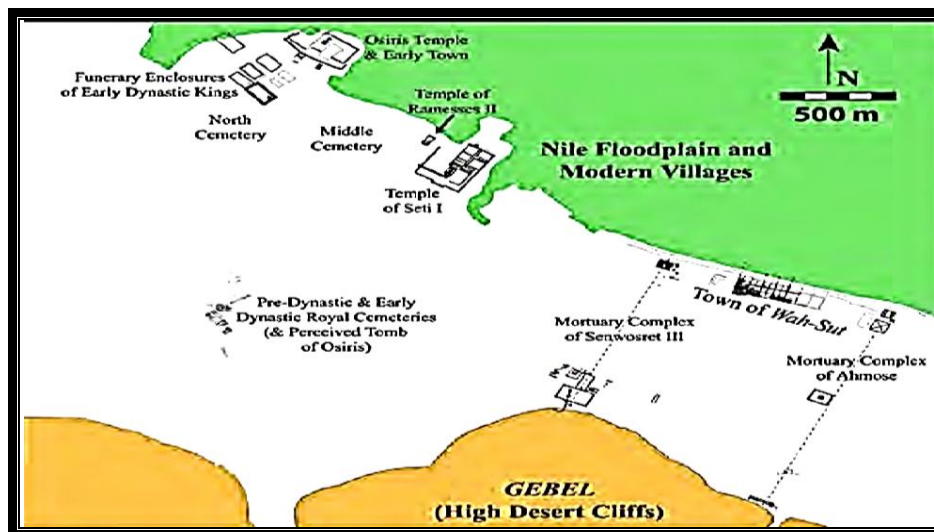 Osiris Temple
& Early Town
Funerary Enclosures
of Early Dynastic Kings
North
Cemetery
Middle
Cemetery
Temple of
Ramesses II
Temple
of Seti I
N
500 m
Nile Floodplain and
Modern Villages
Pre-Dynastic & Early
Dynastic Royal Cemeteries
(& Perceived Tomb
of Osiris)
Mortuary Complex
of Senwosret III
Town of Wah-Sut
Mortuary Complex
of Ahmose
GEBEL
(High Desert Cliffs)